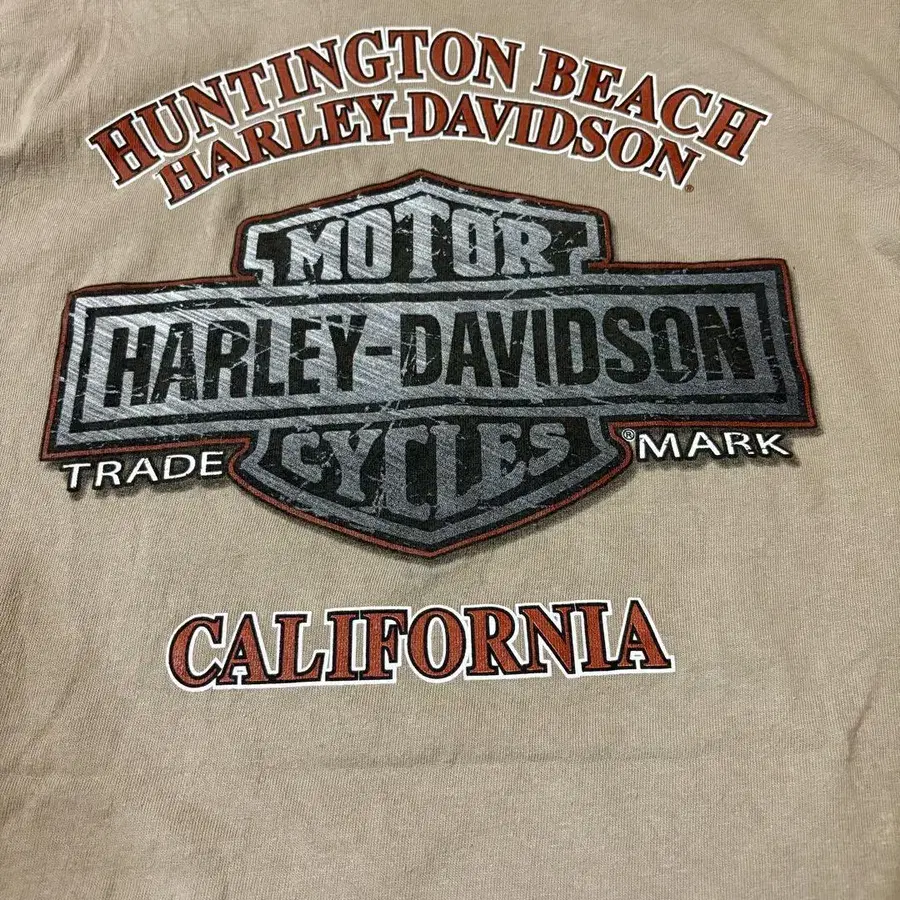 HUNTINGTON BEACH
HARLEY-DAVIDSON®
MOTOR
HARLEY-DAVIDSON
CYCLES
TRADE ® MARK
CALIFORNIA